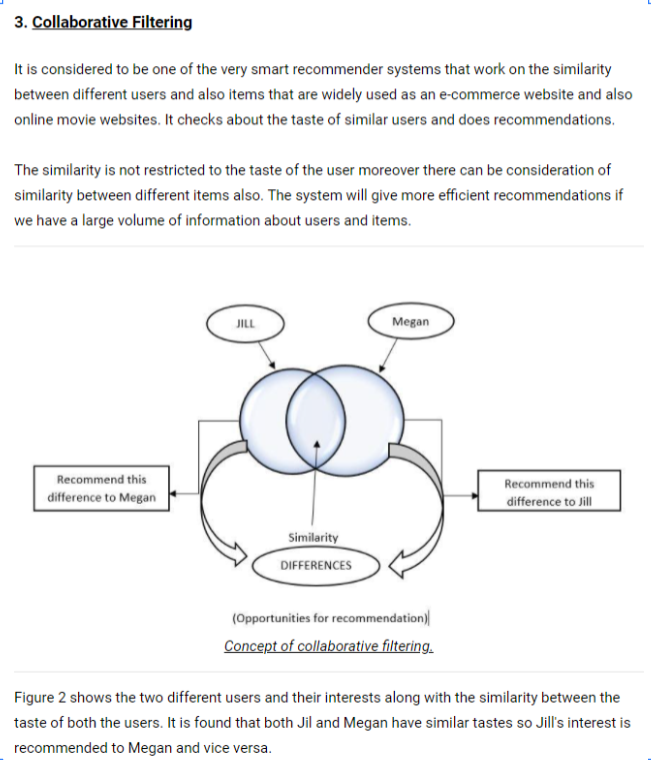 3. Collaborative Filtering
It is considered to be one of the very smart recommender systems that work on the similarity
between different users and also items that are widely used as an e-commerce website and also
online movie websites. It checks about the taste of similar users and does recommendations.
The similarity is not restricted to the taste of the user moreover there can be consideration of
similarity between different items also. The system will give more efficient recommendations if
we have a large volume of information about users and items.
JILL
Megan
Recommend this
difference to Megan
Recommend this
difference to Jill
Similarity
DIFFERENCES
(Opportunities for recommendation)
Concept of collaborative filtering.
Figure 2 shows the two different users and their interests along with the similarity between the
taste of both the users. It is found that both Jil and Megan have similar tastes so Jill's interest is
recommended to Megan and vice versa.